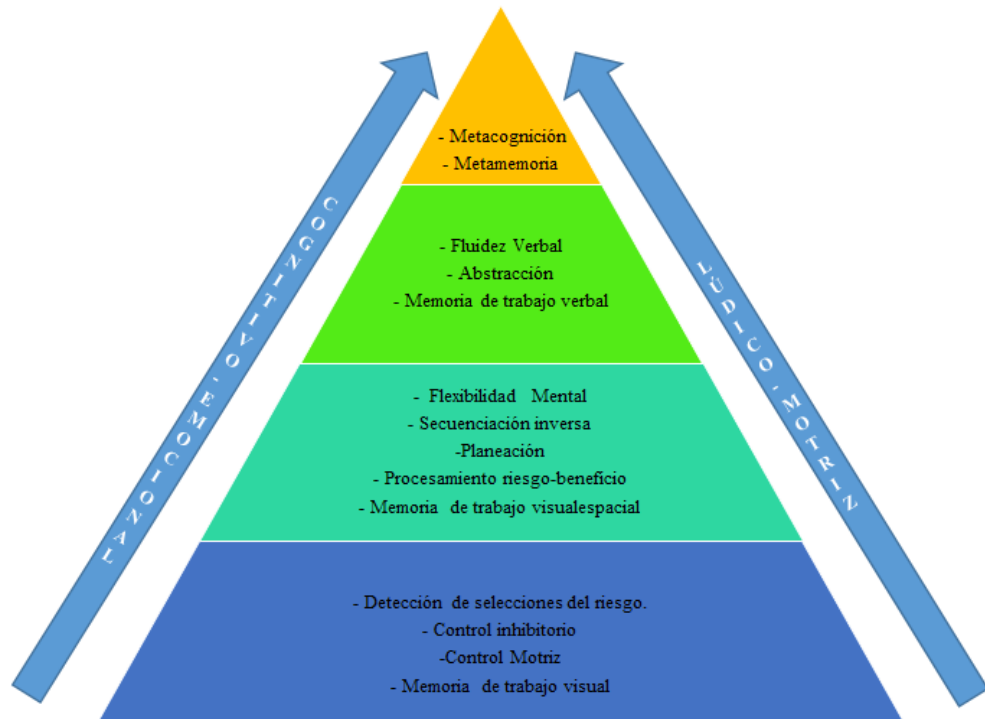 - Metacognición
- Metamemoria
- Fluidez Verbal
- Abstracción
- Memoria de trabajo verbal
- Flexibilidad Mental
- Secuenciación inversa
-Planeación
- Procesamiento riesgo-beneficio
- Memoria de trabajo visualespacial
- Detección de selecciones del riesgo.
- Control inhibitorio
-Control Motriz
- Memoria de trabajo visual
COGNITIVO-EMOCIONAL
LÚDICO-MOTRIZ